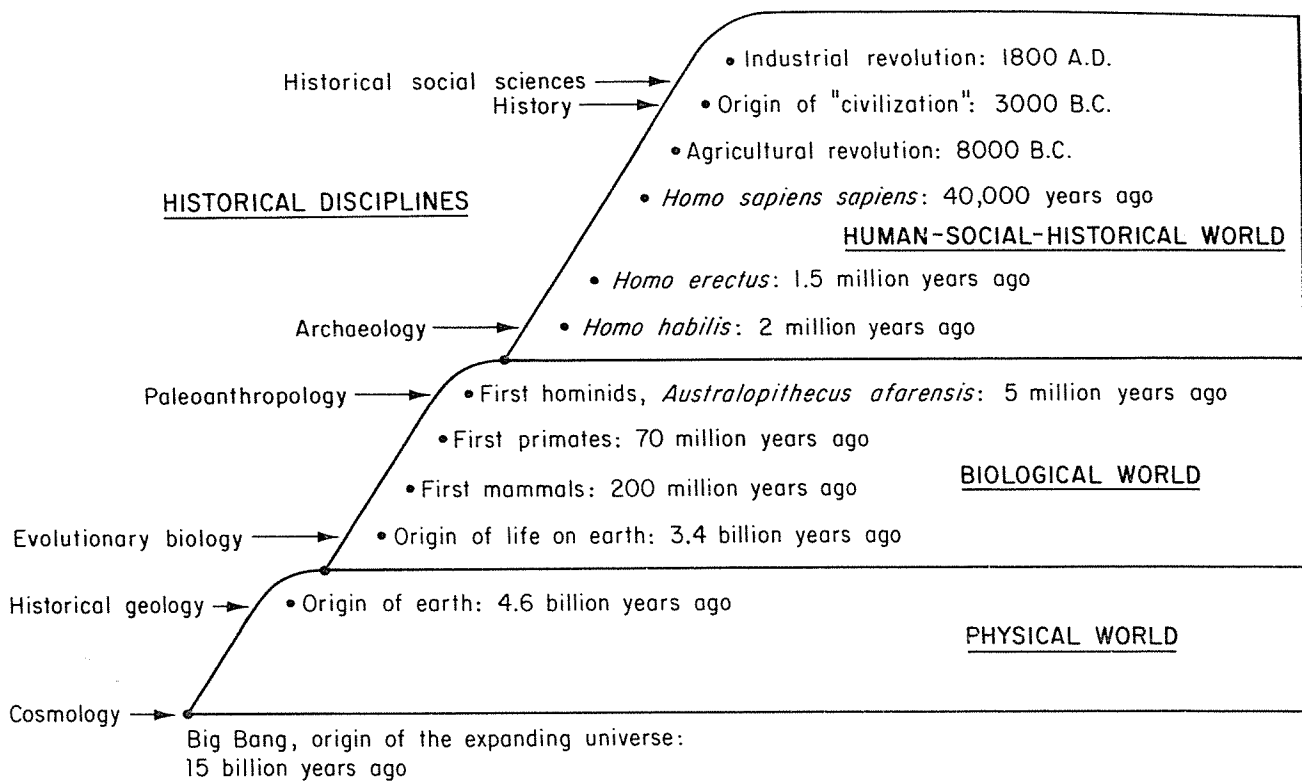 Industrial revolution: 1800 A.D.
Historical social sciences
History
Origin of "civilization": 3000 B.C.
Agricultural revolution: 8000 B.C.
HISTORICAL DISCIPLINES
Homo sapiens sapiens: 40,000 years ago
HUMAN-SOCIAL-HISTORICAL WORLD
Homo erectus: 1.5 million years ago
Archaeology
Homo habilis: 2 million years ago
Paleoanthropology
First hominids, Australopithecus afarensis: 5 million years ago
First primates: 70 million years ago
BIOLOGICAL WORLD
First mammals: 200 million years ago
Evolutionary biology
Origin of life on earth: 3.4 billion years ago
Historical geology
Origin of earth: 4.6 billion years ago
PHYSICAL WORLD
Cosmology
Big Bang, origin of the expanding universe:
15 billion years ago